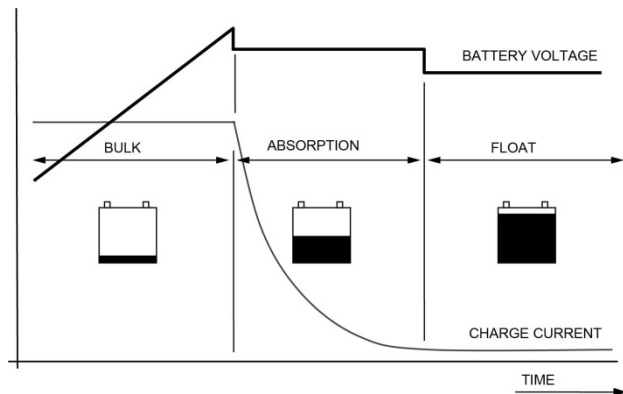 BATTERY VOLTAGE
BULK
ABSORPTION
FLOAT
CHARGE CURRENT
TIME